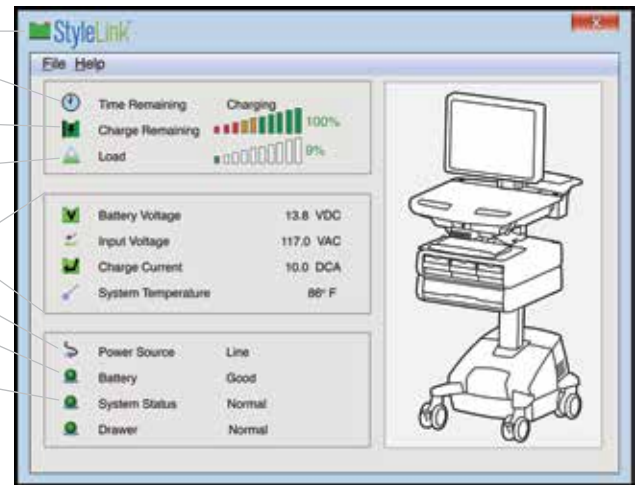 StyleLink
File Help
Time Remaining Charging
Charge Remaining 100%
Load 9%
Battery Voltage 13.8 VDC
Input Voltage 117.0 VAC
Charge Current 10.0 DCA
System Temperature 86° F
Power Source Line
Battery Good
System Status Normal
Drawer Normal